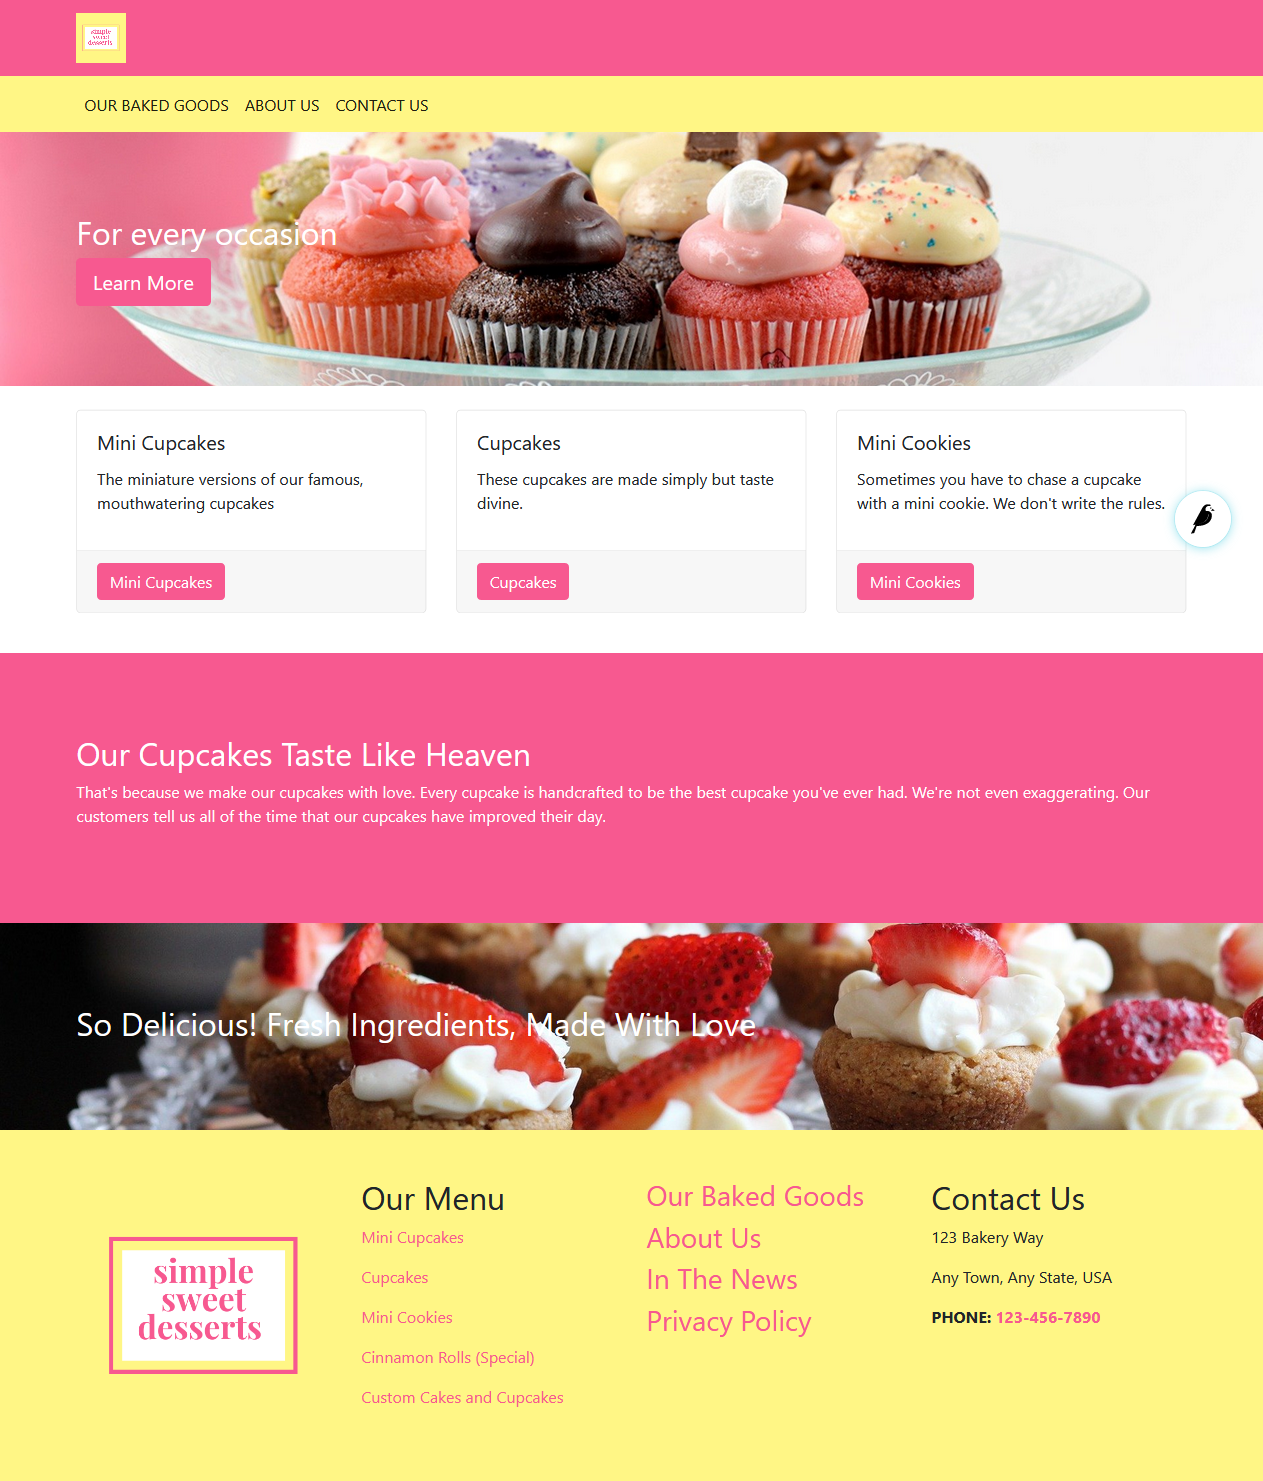 simple
sweet
desserts
OUR BAKED GOODS ABOUT US CONTACT US
For every occasion
Learn More
Mini Cupcakes
The miniature versions of our famous,
mouthwatering cupcakes
Mini Cupcakes
Cupcakes
These cupcakes are made simply but taste
divine.
Cupcakes
Mini Cookies
Sometimes you have to chase a cupcake
with a mini cookie. We don't write the rules.
Mini Cookies
Our Cupcakes Taste Like Heaven
That's because we make our cupcakes with love. Every cupcake is handcrafted to be the best cupcake you've ever had. We're not even exaggerating. Our
customers tell us all of the time that our cupcakes have improved their day.
So Delicious! Fresh Ingredients, Made With Love
simple
sweet
desserts
Our Menu
Mini Cupcakes
Cupcakes
Mini Cookies
Cinnamon Rolls (Special)
Custom Cakes and Cupcakes
Our Baked Goods
About Us
In The News
Privacy Policy
Contact Us
123 Bakery Way
Any Town, Any State, USA
PHONE: 123-456-7890